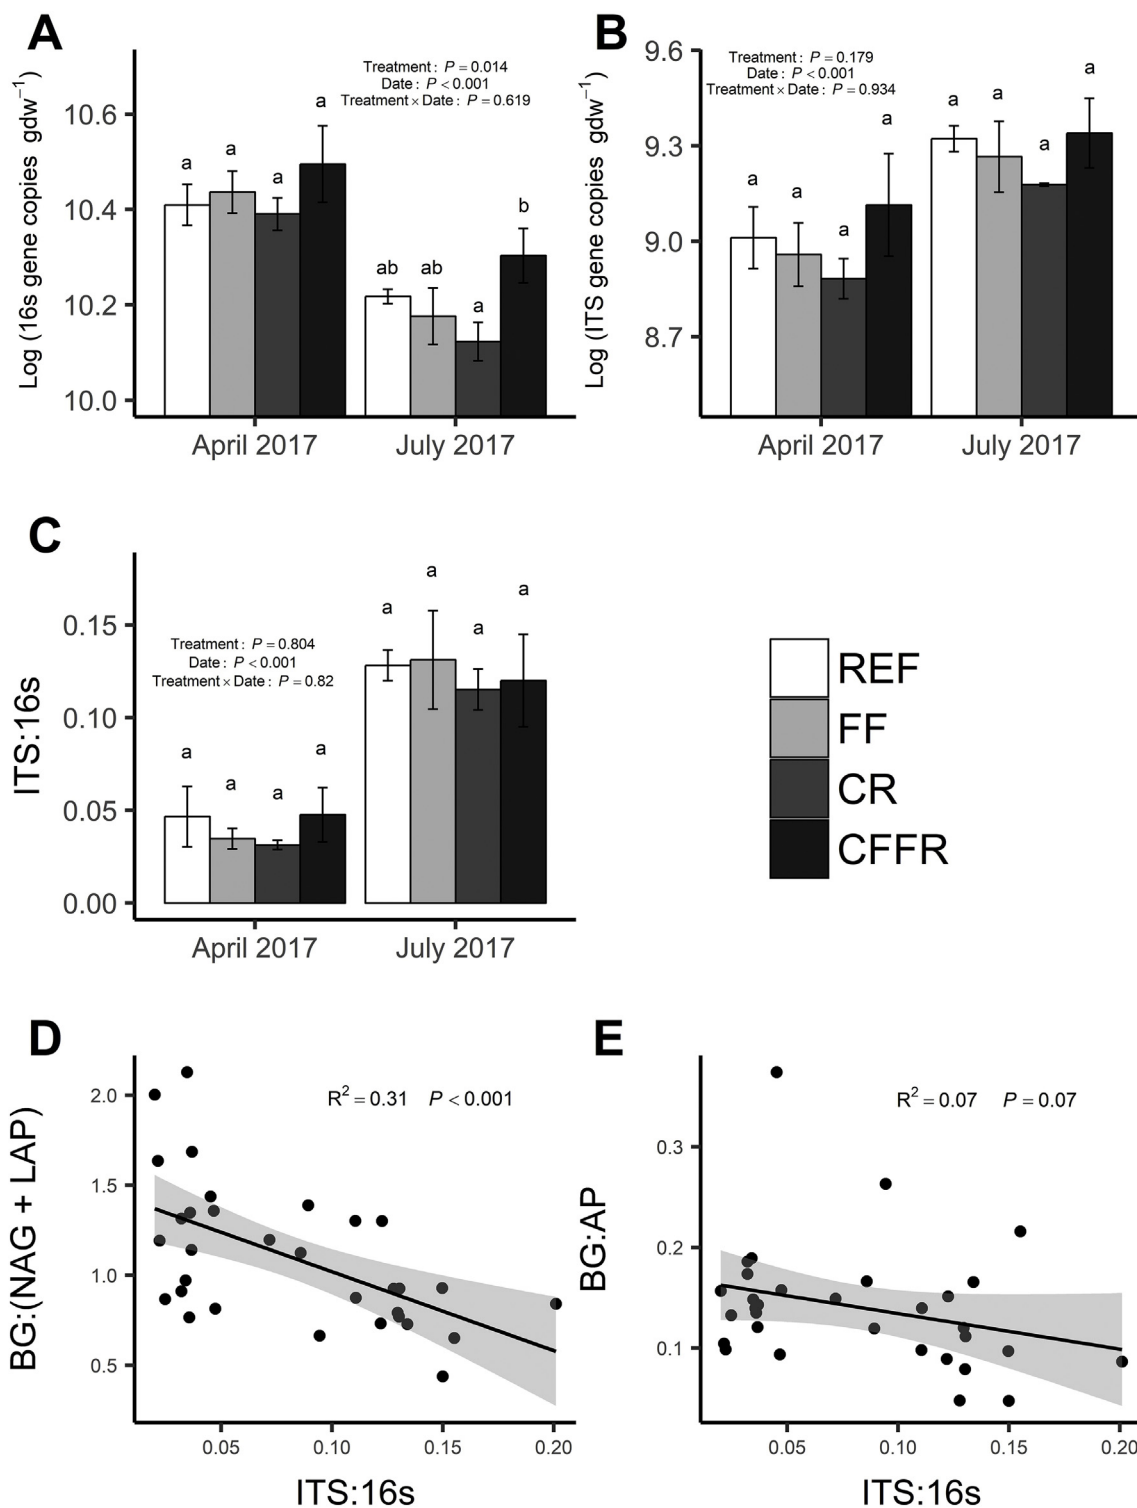 A
Log (16s gene copies gdw⁻¹)
10.6
10.4
10.2
10.0
Treatment: P = 0.014
Date: P < 0.001
Treatment × Date: P = 0.619
a
a
a
a
ab
ab
a
b
April 2017
July 2017
B
Log (ITS gene copies gdw⁻¹)
9.6
9.3
9.0
8.7
Treatment: P = 0.179
Date: P < 0.001
Treatment × Date: P = 0.934
a
a
a
a
a
a
a
a
April 2017
July 2017
C
ITS:16s
0.15
0.10
0.05
0.00
Treatment: P = 0.804
Date: P < 0.001
Treatment × Date: P = 0.82
a
a
a
a
a
a
a
a
April 2017
July 2017
REF
FF
CR
CFFR
D
BG:(NAG + LAP)
2.0
1.5
1.0
0.5
R² = 0.31 P < 0.001
0.05
0.10
0.15
0.20
ITS:16s
E
BG:AP
0.3
0.2
0.1
R² = 0.07 P = 0.07
0.05
0.10
0.15
0.20
ITS:16s